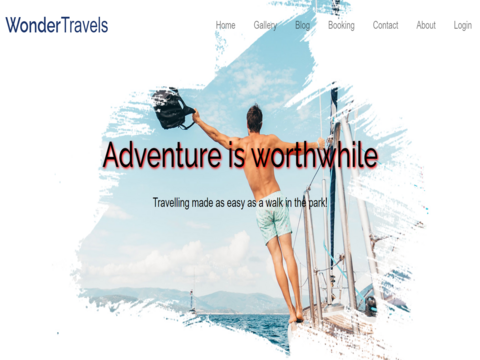 WonderTravels
Home Gallery Blog Booking Contact About Login
Adventure is worthwhile
Travelling made as easy as a walk in the park!